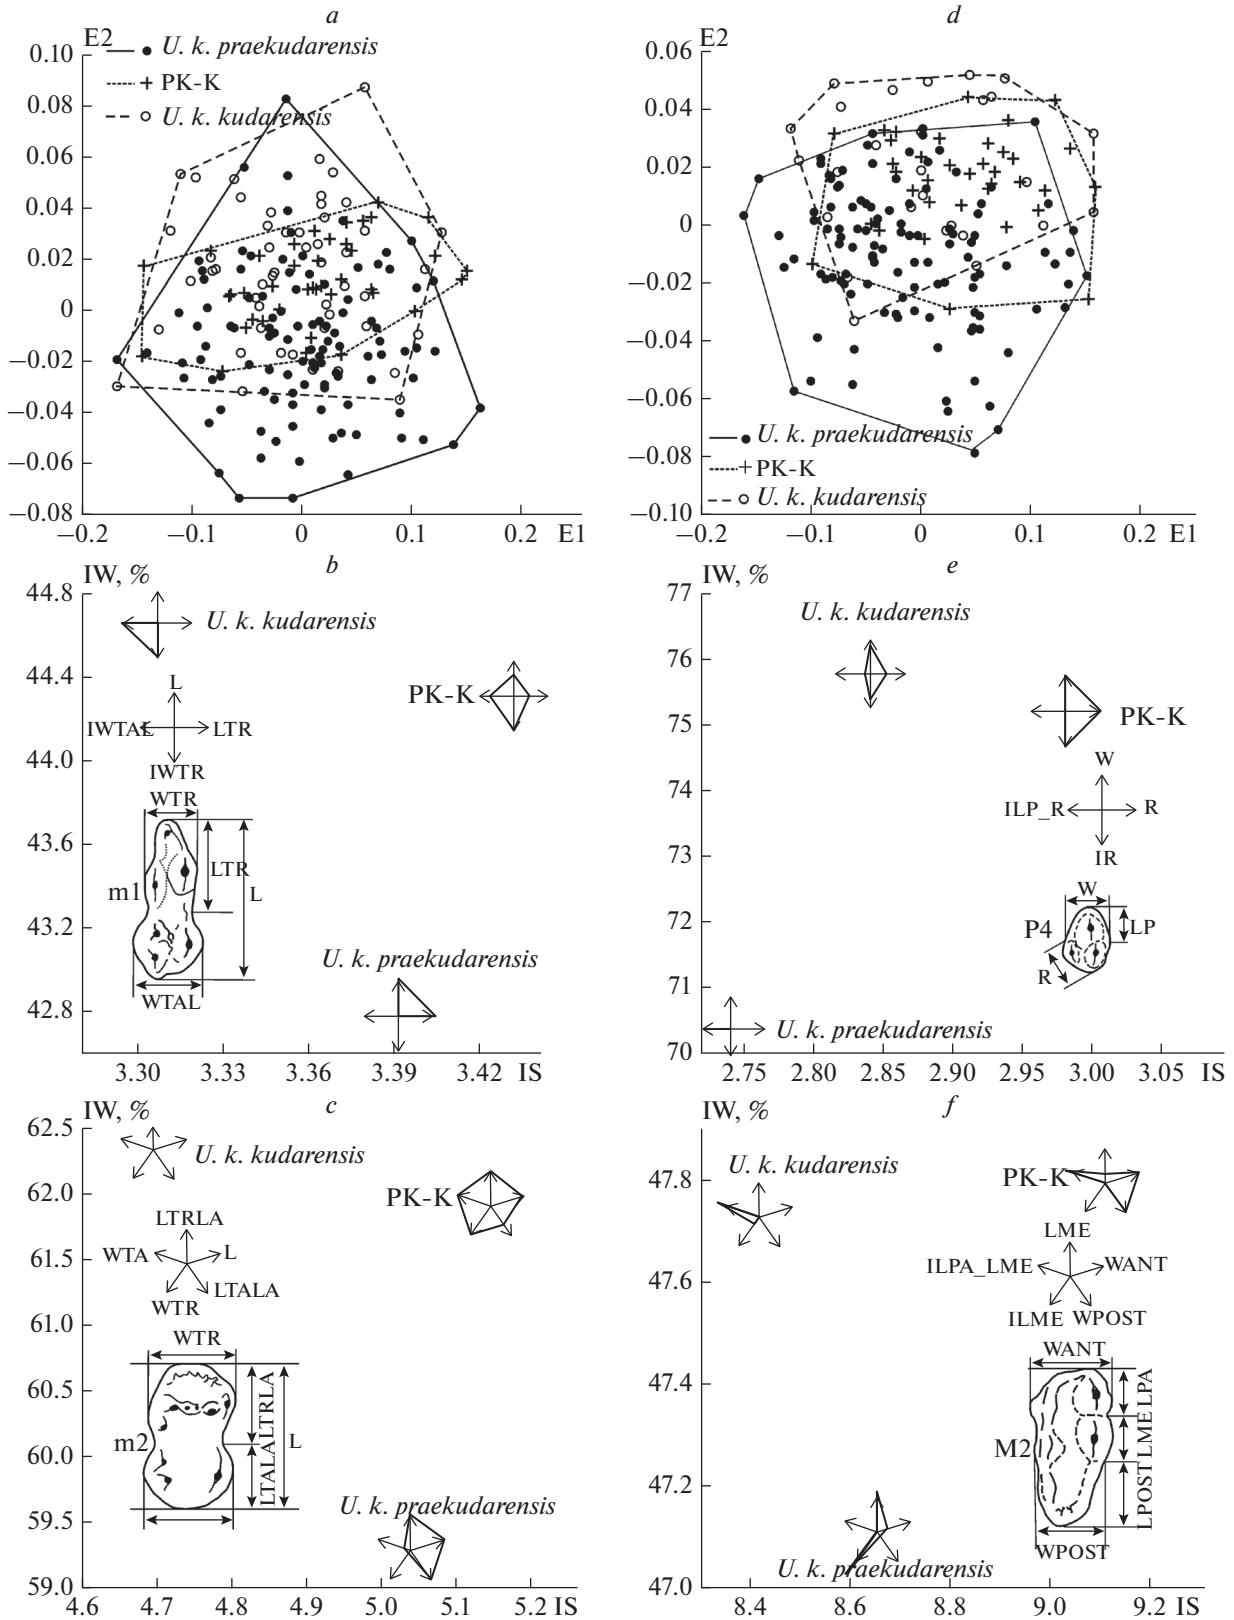 a
E2
0.10
U. k. praekudarensis
PK-K
U. k. kudarensis
0.08
0.06
0.04
0.02
0
−0.02
−0.04
−0.06
−0.08
−0.2 −0.1 0 0.1 0.2 E1
d
E2
0.06
0.04
0.02
0
−0.02
−0.04
−0.06
−0.08
−0.10
U. k. praekudarensis
PK-K
U. k. kudarensis
−0.2 −0.1 0 0.1 0.2 E1
b
IW, %
44.8
44.4
44.0
43.6
43.2
42.8
U. k. kudarensis
PK-K
L
IWTAL LTR
IWTR
WTR
LTR
L
m1
WTAL
U. k. praekudarensis
3.30 3.33 3.36 3.39 3.42 IS
e
IW, %
77
76
75
74
73
72
71
70
U. k. kudarensis
PK-K
W
ILP_R R
IR
W
P4 LP
R
U. k. praekudarensis
2.75 2.80 2.85 2.90 2.95 3.00 3.05 IS
c
IW, %
62.5
62.0
61.5
61.0
60.5
60.0
59.5
59.0
U. k. kudarensis
PK-K
LTRLA
WTA L
LTALA
WTR
WTR
LTRLA
LTALA
L
m2
U. k. praekudarensis
4.6 4.7 4.8 4.9 5.0 5.1 5.2 IS
f
IW, %
47.8
47.6
47.4
47.2
47.0
U. k. kudarensis
PK-K
LME
ILPA_LME WANT
ILME WPOST
WANT
LPA
LME
LPOST
M2
WPOST
U. k. praekudarensis
8.4 8.6 8.8 9.0 9.2 IS